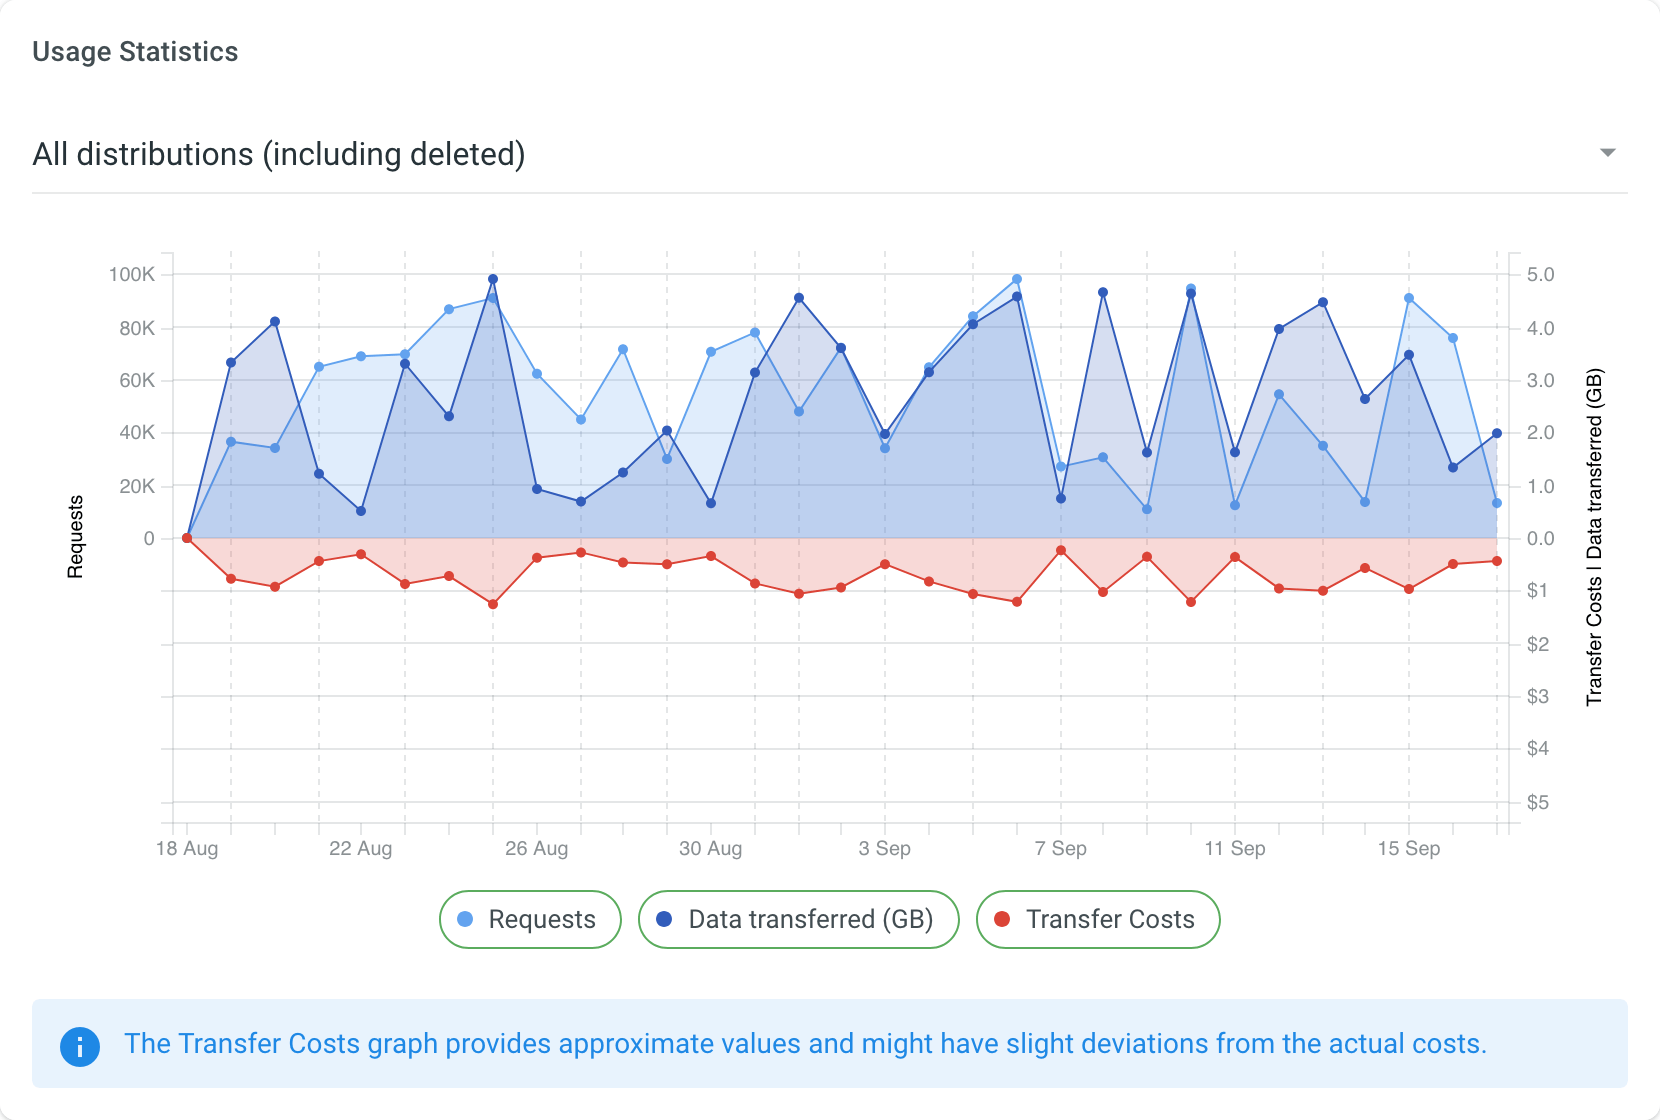 Usage Statistics
All distributions (including deleted)
100K
80K
60K
40K
20K
0
Requests
5.0
4.0
3.0
2.0
1.0
0.0
$1
$2
$3
$4
$5
Transfer Costs | Data transferred (GB)
18 Aug 22 Aug 26 Aug 30 Aug 3 Sep 7 Sep 11 Sep 15 Sep
Requests Data transferred (GB) Transfer Costs
The Transfer Costs graph provides approximate values and might have slight deviations from the actual costs.